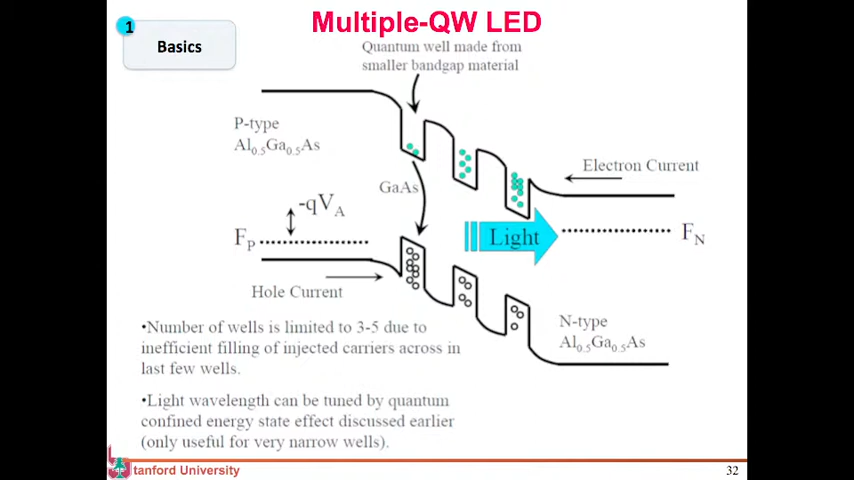 Multiple-QW LED
1
Basics
Quantum well made from
smaller bandgap material
P-type
Al0.5Ga0.5As
Electron Current
GaAs
-qVA
FP
Light
FN
Hole Current
N-type
Al0.5Ga0.5As
•Number of wells is limited to 3-5 due to
inefficient filling of injected carriers across in
last few wells.
•Light wavelength can be tuned by quantum
confined energy state effect discussed earlier
(only useful for very narrow wells).
Stanford University
32